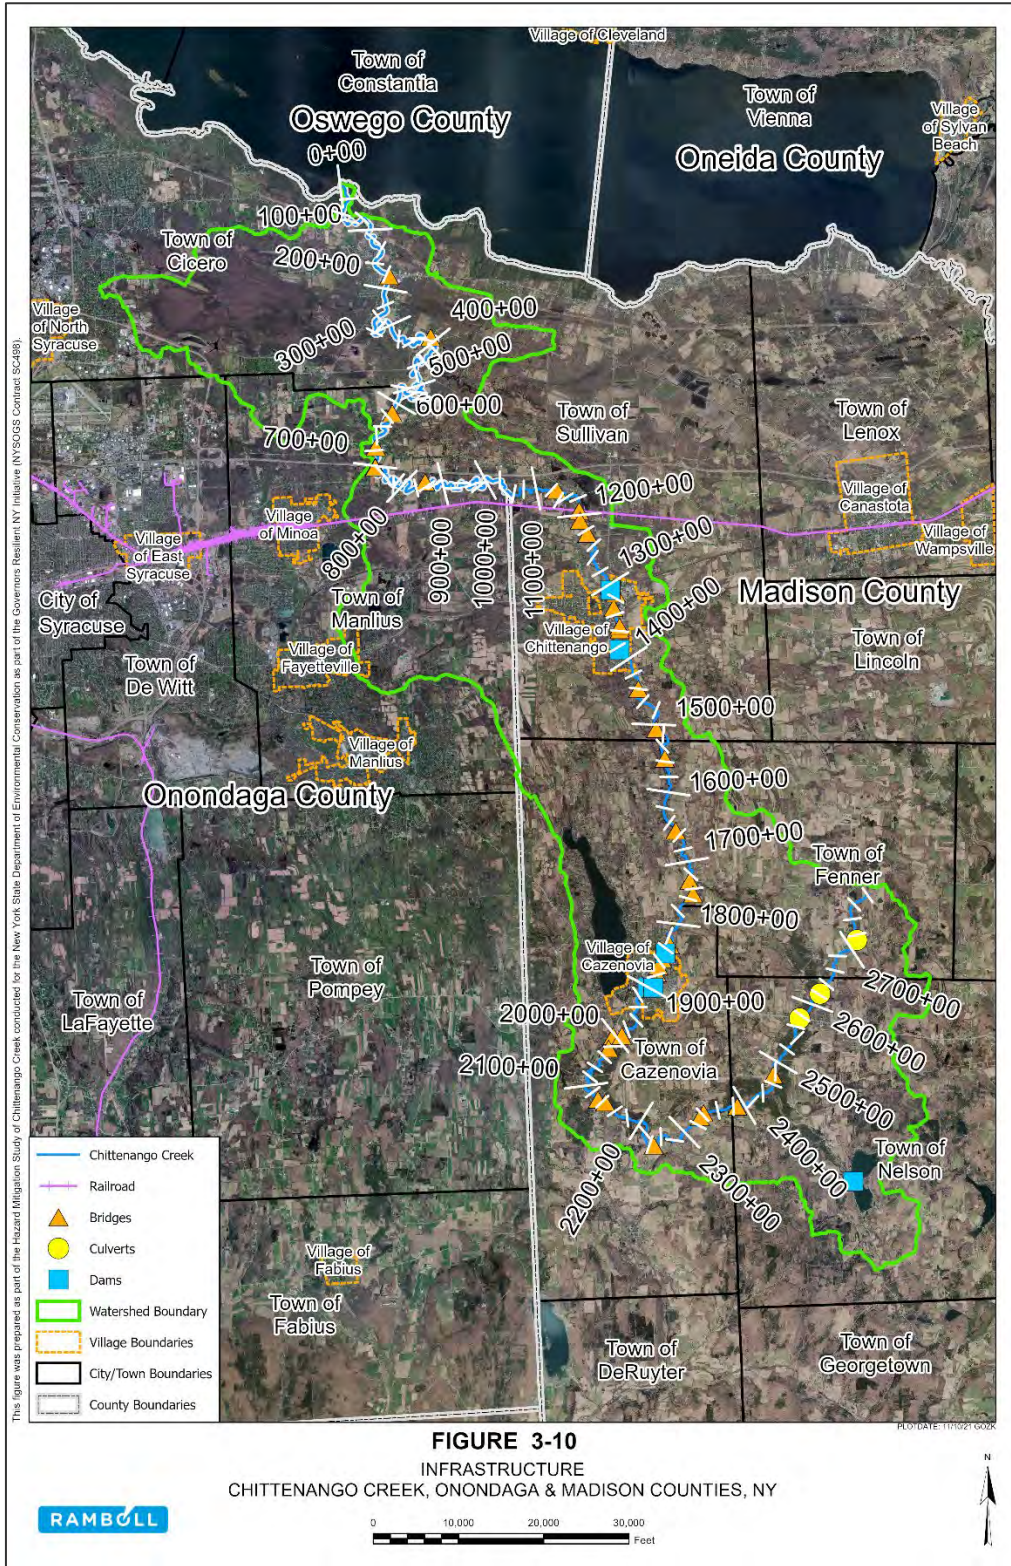 Village of Cleveland
Town of
Constantia
Oswego County
Town of
Vienna
Oneida County
Village
of Sylvan
Beach
0+00
100+00
Town of
Cicero
200+00
Village
of North
Syracuse
300+00
400+00
500+00
600+00
700+00
Town of
Sullivan
Town of
Lenox
Village of
Canastota
Village of
Wampsville
1200+00
Village
of Minoa
Village
of East
Syracuse
800+00
900+00
1000+00
1100+00
1300+00
City of
Syracuse
Town of
Manlius
Village of
Chittenango
1400+00
Madison County
Town of
Lincoln
Town of
De Witt
Village of
Fayetteville
1500+00
Village of
Manlius
Onondaga County
1600+00
1700+00
Town of
Fenner
1800+00
Village of
Cazenovia
Town of
Pompey
Town of
LaFayette
1900+00
2000+00
2700+00
2600+00
2100+00
Town of
Cazenovia
2500+00
2400+00
Town of
Nelson
2200+00
2300+00
Village of
Fabius
Town of
Fabius
Town of
DeRuyter
Town of
Georgetown
Chittenango Creek
Railroad
Bridges
Culverts
Dams
Watershed Boundary
Village Boundaries
City/Town Boundaries
County Boundaries
This figure was prepared as part of the Hazard Mitigation Study of Chittenango Creek conducted for the New York State Department of Environmental Conservation as part of the Governors Resilient NY Initiative (NYSOGS Contract SC498).
PLOTDATE: 11/10/21 GOZK
FIGURE 3-10
INFRASTRUCTURE
CHITTENANGO CREEK, ONONDAGA & MADISON COUNTIES, NY
N
RAMBOLL
0 10,000 20,000 30,000
Feet